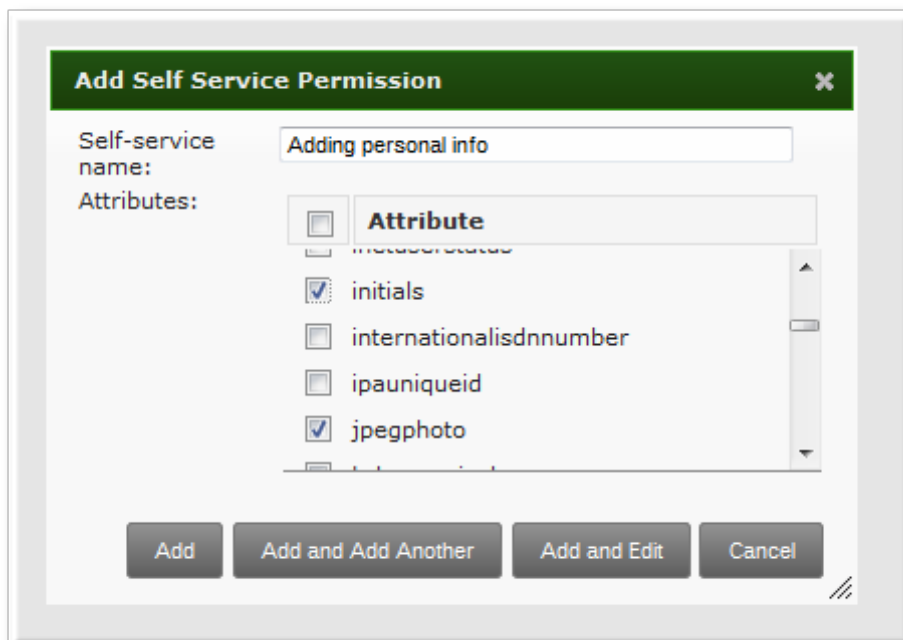 Add Self Service Permission
Self-service
name:
Adding personal info
Attributes:
Attribute
initials
internationalisdnnumber
ipauniqueid
jpegphoto
Add
Add and Add Another
Add and Edit
Cancel